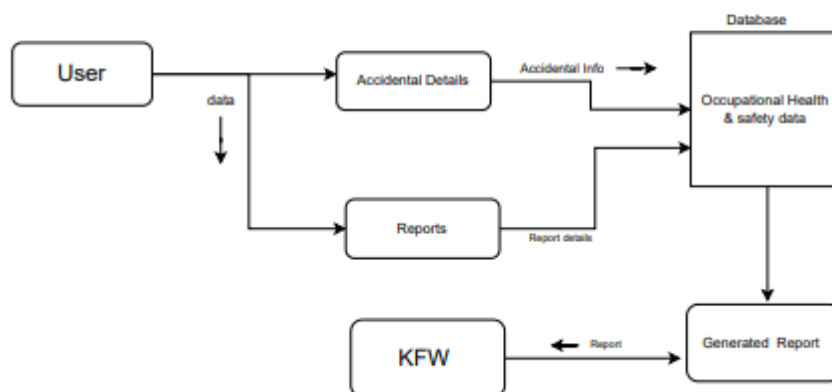 Database
User
Accidental Details
Accidental Info
data
Occupational Health
& safety data
Reports
Report details
KFW
Report
Generated Report